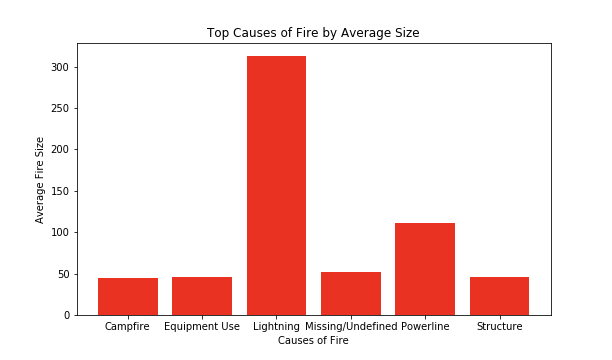 Top Causes of Fire by Average Size
300
250
200
150
100
50
0
Average Fire Size
Campfire Equipment Use Lightning Missing/Undefined Powerline Structure
Causes of Fire